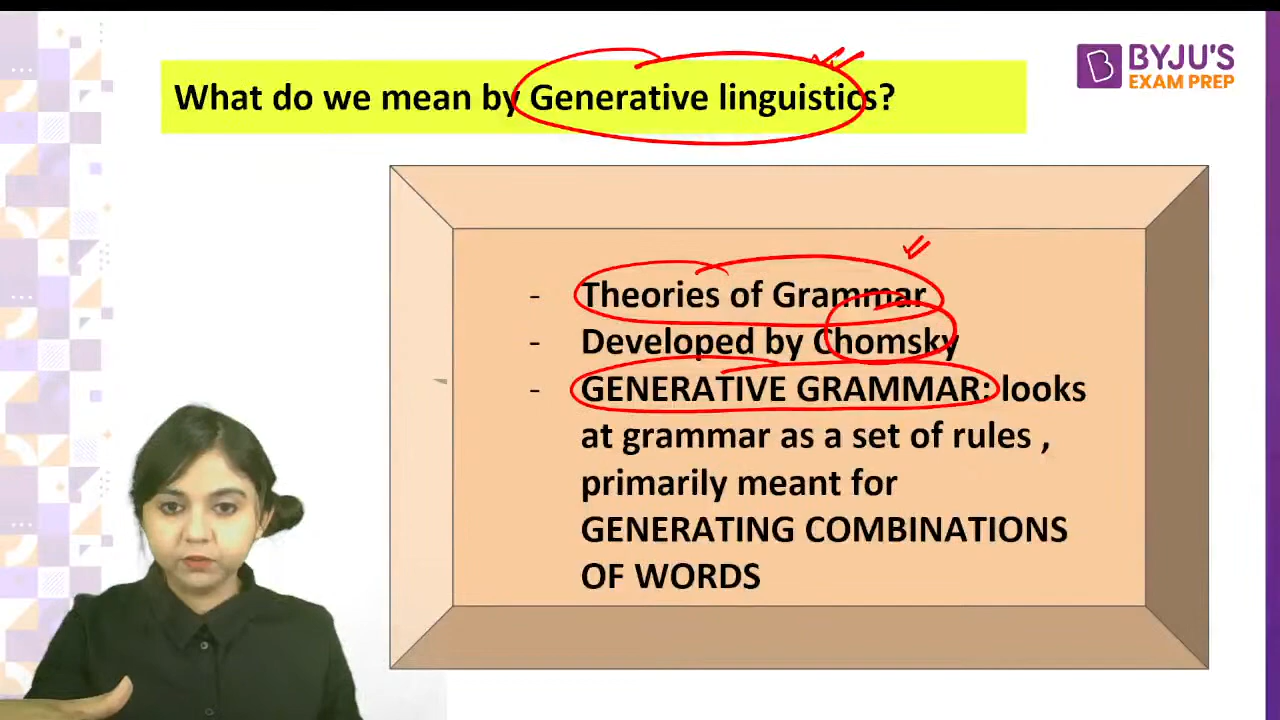 What do we mean by Generative linguistics?
BYJU'S
EXAM PREP
- Theories of Grammar
- Developed by Chomsky
- GENERATIVE GRAMMAR: looks
at grammar as a set of rules ,
primarily meant for
GENERATING COMBINATIONS
OF WORDS